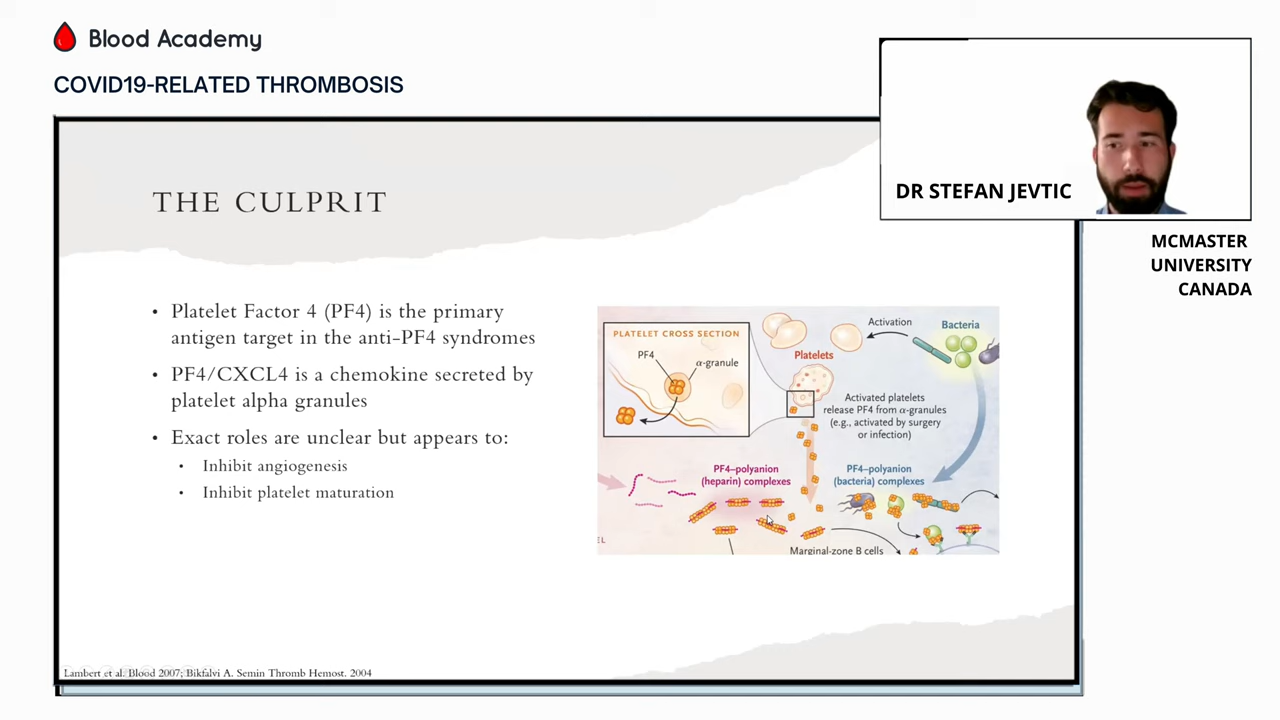 Blood Academy
COVID19-RELATED THROMBOSIS
DR STEFAN JEVTIC
MCMASTER
UNIVERSITY
CANADA
THE CULPRIT
• Platelet Factor 4 (PF4) is the primary
antigen target in the anti-PF4 syndromes
• PF4/CXCL4 is a chemokine secreted by
platelet alpha granules
• Exact roles are unclear but appears to:
• Inhibit angiogenesis
• Inhibit platelet maturation
PLATELET CROSS SECTION
PF4
α-granule
Activation
Bacteria
Platelets
Activated platelets
release PF4 from α-granules
(e.g., activated by surgery
or infection)
PF4–polyanion
(heparin) complexes
PF4–polyanion
(bacteria) complexes
EL
Marginal-zone B cells
Lambert et al. Blood 2007; Bikfalvi A. Semin Thromb Hemost. 2004